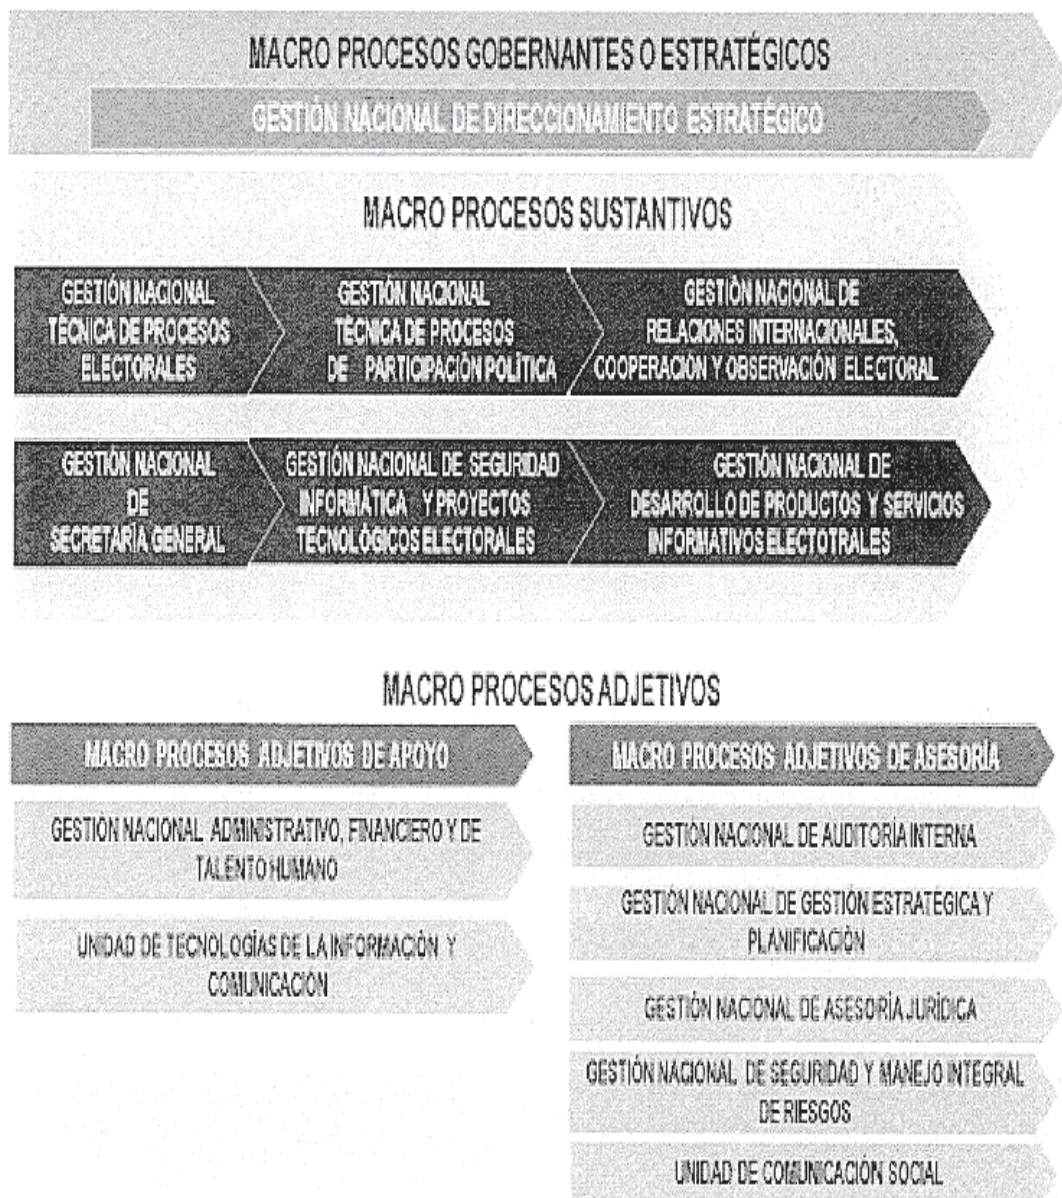 MACRO PROCESOS GOBERNANTES O ESTRATÉGICOS
GESTIÓN NACIONAL DE DIRECCIONAMIENTO ESTRATÉGICO
MACRO PROCESOS SUSTANTIVOS
GESTIÓN NACIONAL
TÉCNICA DE PROCESOS
ELECTORALES
GESTIÓN NACIONAL
TÉCNICA DE PROCESOS
DE PARTICIPACIÓN POLÍTICA
GESTIÓN NACIONAL DE
RELACIONES INTERNACIONALES,
COOPERACIÓN Y OBSERVACIÓN ELECTORAL
GESTIÓN NACIONAL
DE
SECRETARÍA GENERAL
GESTIÓN NACIONAL DE SEGURIDAD
INFORMÁTICA Y PROYECTOS
TECNOLÓGICOS ELECTORALES
GESTIÓN NACIONAL DE
DESARROLLO DE PRODUCTOS Y SERVICIOS
INFORMATIVOS ELECTOTRALES
MACRO PROCESOS ADJETIVOS
MACRO PROCESOS ADJETIVOS DE APOYO
GESTIÓN NACIONAL ADMINISTRATIVO, FINANCIERO Y DE
TALENTO HUMANO
UNIDAD DE TECNOLOGÍAS DE LA INFORMACIÓN Y
COMUNICACIÓN
MACRO PROCESOS ADJETIVOS DE ASESORÍA
GESTIÓN NACIONAL DE AUDITORÍA INTERNA
GESTIÓN NACIONAL DE GESTIÓN ESTRATÉGICA Y
PLANIFICACIÓN
GESTIÓN NACIONAL DE ASESORÍA JURÍDICA
GESTIÓN NACIONAL DE SEGURIDAD Y MANEJO INTEGRAL
DE RIESGOS
UNIDAD DE COMUNICACIÓN SOCIAL